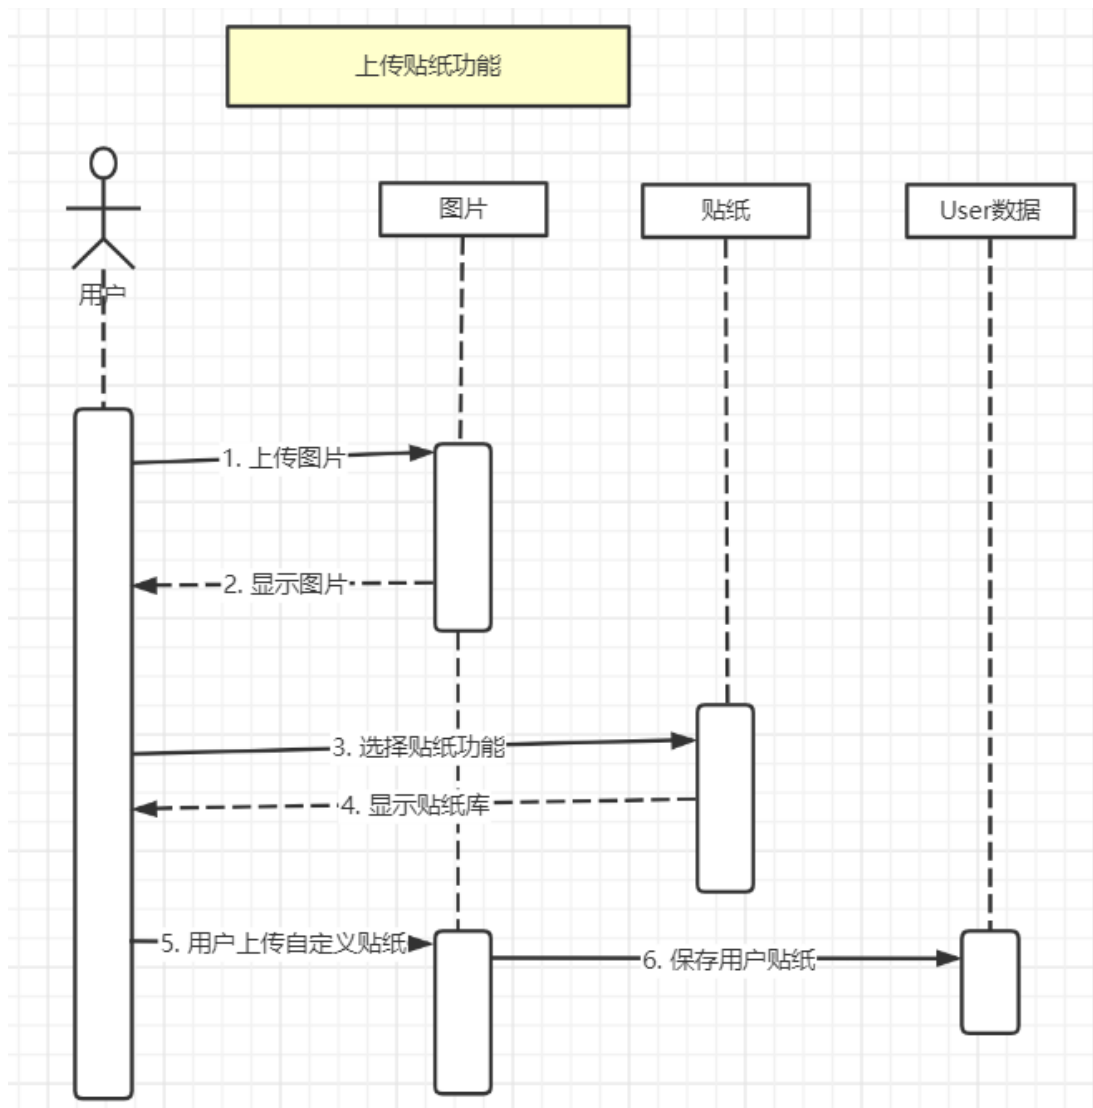 上传贴纸功能
图片
贴纸
User数据
用户
1. 上传图片
2. 显示图片
3. 选择贴纸功能
4. 显示贴纸库
5. 用户上传自定义贴纸
6. 保存用户贴纸